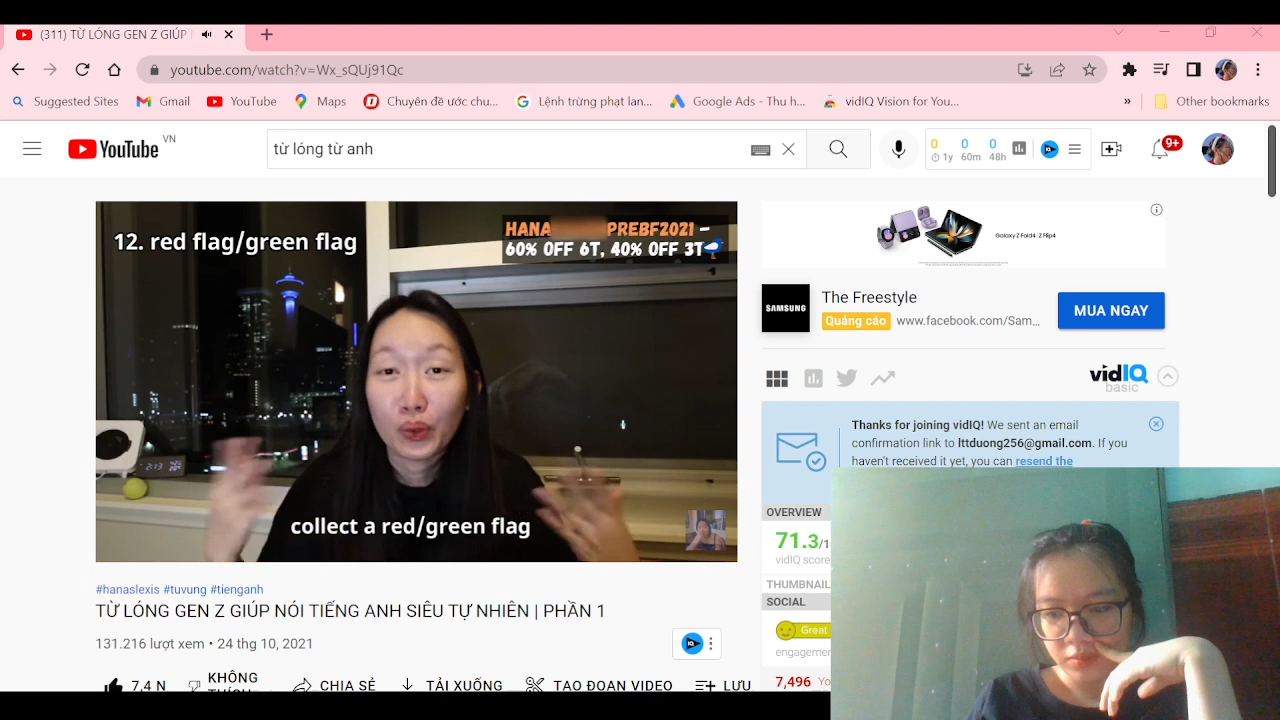 (311) TỪ LÓNG GEN Z GIÚP
youtube.com/watch?v=Wx_sQUj91Qc
Suggested Sites
Gmail
YouTube
Maps
Chuyên đề ước chu...
Lệnh trừng phạt lan...
Google Ads - Thu h...
vidIQ Vision for You...
»
Other bookmarks
YouTube VN
từ lóng từ anh
0 0 0
1y 60m 48h
9+
12. red flag/green flag
HANA PREBF2021 -
60% OFF 6T, 40% OFF 3T
2:13
collect a red/green flag
Galaxy Z Fold4 | Z Flip4
SAMSUNG
The Freestyle
Quảng cáo www.facebook.com/Sam...
MUA NGAY
vidIQ
basic
Thanks for joining vidIQ! We sent an email
confirmation link to lttduong256@gmail.com. If you
haven't received it yet, you can resend the
OVERVIEW
71.3/1
vidIQ score
THUMBNAIL
SOCIAL
Great
engagemen
7,496 Yo
#hanaslexis #tuvung #tienganh
TỪ LÓNG GEN Z GIÚP NÓI TIẾNG ANH SIÊU TỰ NHIÊN | PHẦN 1
131.216 lượt xem • 24 thg 10, 2021
7,4 N
KHÔNG
THÍCH
CHIA SẺ
TẢI XUỐNG
TẠO ĐOẠN VIDEO
LƯU